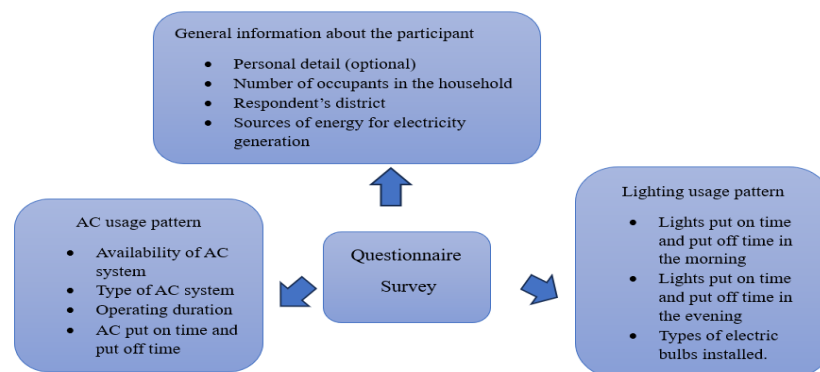 General information about the participant
• Personal detail (optional)
• Number of occupants in the household
• Respondent’s district
• Sources of energy for electricity
generation
AC usage pattern
• Availability of AC
system
• Type of AC system
• Operating duration
• AC put on time and
put off time
Questionnaire
Survey
Lighting usage pattern
• Lights put on time
and put off time in
the morning
• Lights put on time
and put off time in
the evening
• Types of electric
bulbs installed.